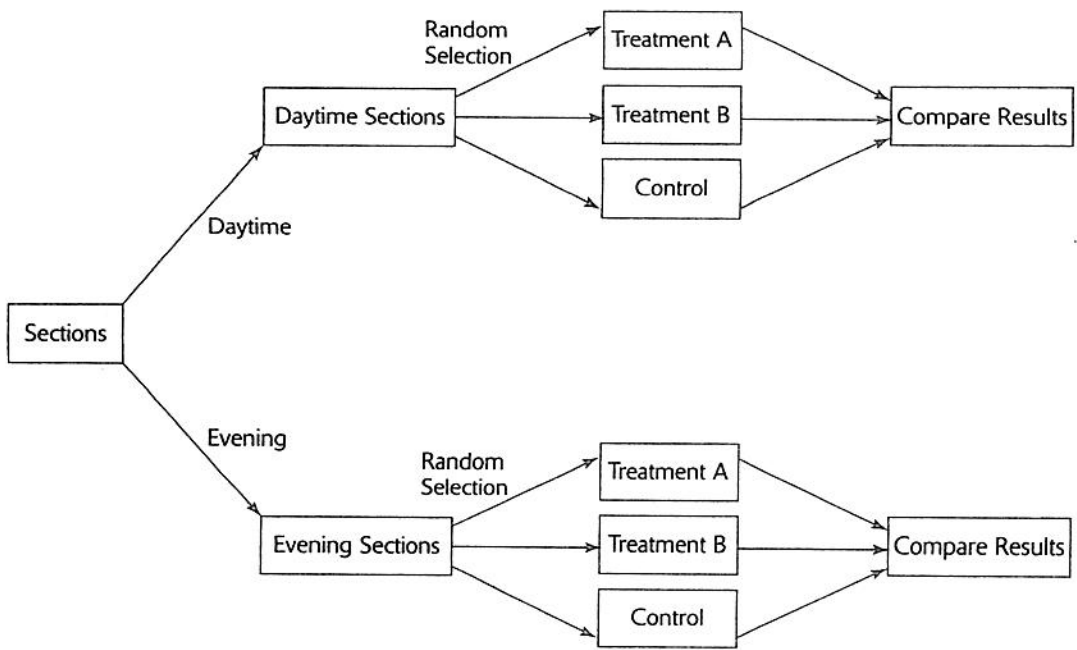 Random
Selection
Treatment A
Daytime Sections
Treatment B
Compare Results
Control
Daytime
Sections
Evening
Random
Selection
Treatment A
Evening Sections
Treatment B
Compare Results
Control